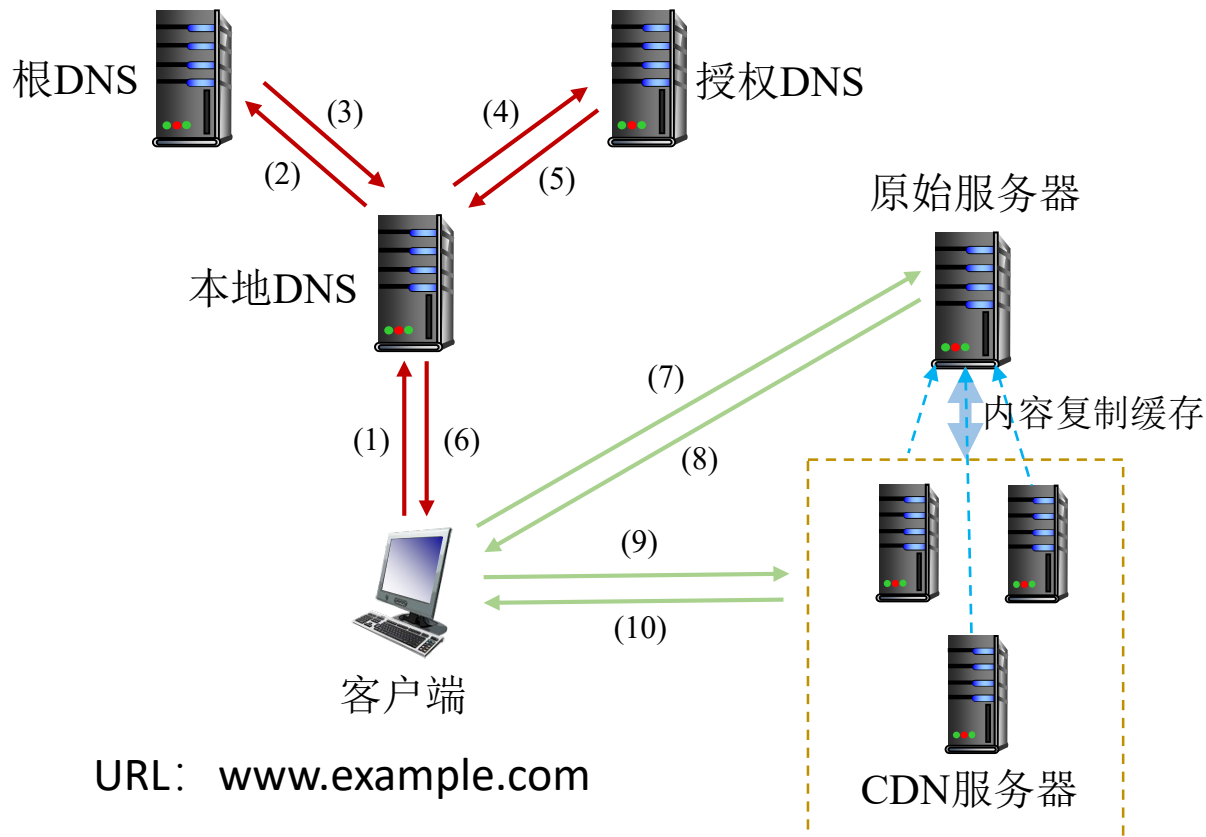 根DNS
授权DNS
(3)
(4)
(2)
(5)
原始服务器
本地DNS
(7)
内容复制缓存
(1)
(6)
(8)
(9)
(10)
客户端
URL： www.example.com
CDN服务器